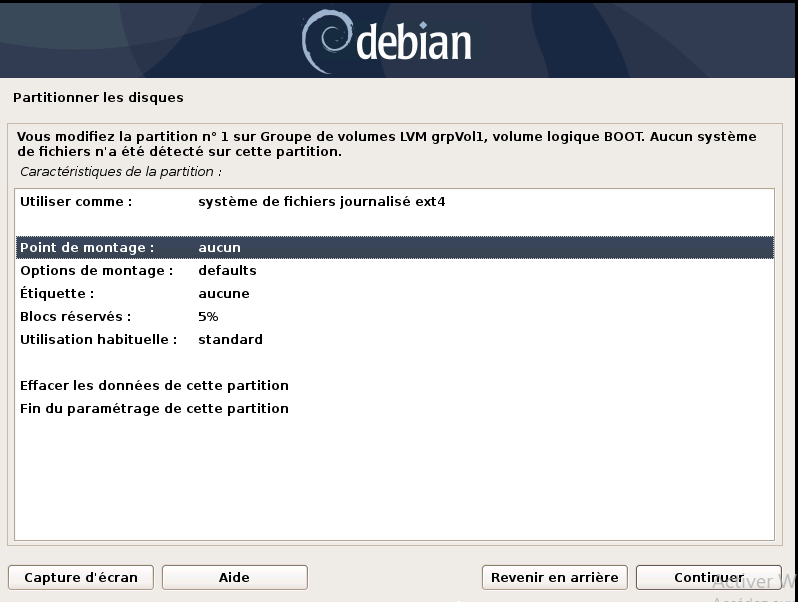 debian
Partitionner les disques
Vous modifiez la partition n° 1 sur Groupe de volumes LVM grpVol1, volume logique BOOT. Aucun système
de fichiers n'a été détecté sur cette partition.
Caractéristiques de la partition :
Utiliser comme : système de fichiers journalisé ext4
Point de montage : aucun
Options de montage : defaults
Étiquette : aucune
Blocs réservés : 5%
Utilisation habituelle : standard
Effacer les données de cette partition
Fin du paramétrage de cette partition
Capture d'écran Aide Revenir en arrière Continuer
Activer W